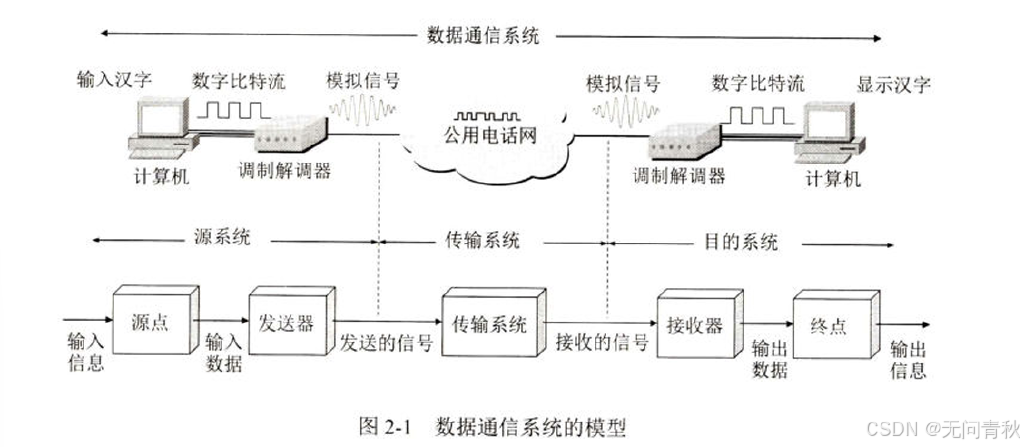 数据通信系统
输入汉字
数字比特流
模拟信号
模拟信号
数字比特流
显示汉字
公用电话网
计算机
调制解调器
调制解调器
计算机
源系统
传输系统
目的系统
源点
发送器
传输系统
接收器
终点
输入
信息
输入
数据
发送的信号
接收的信号
输出
数据
输出
信息
图 2-1 数据通信系统的模型
CSDN @无问青秋